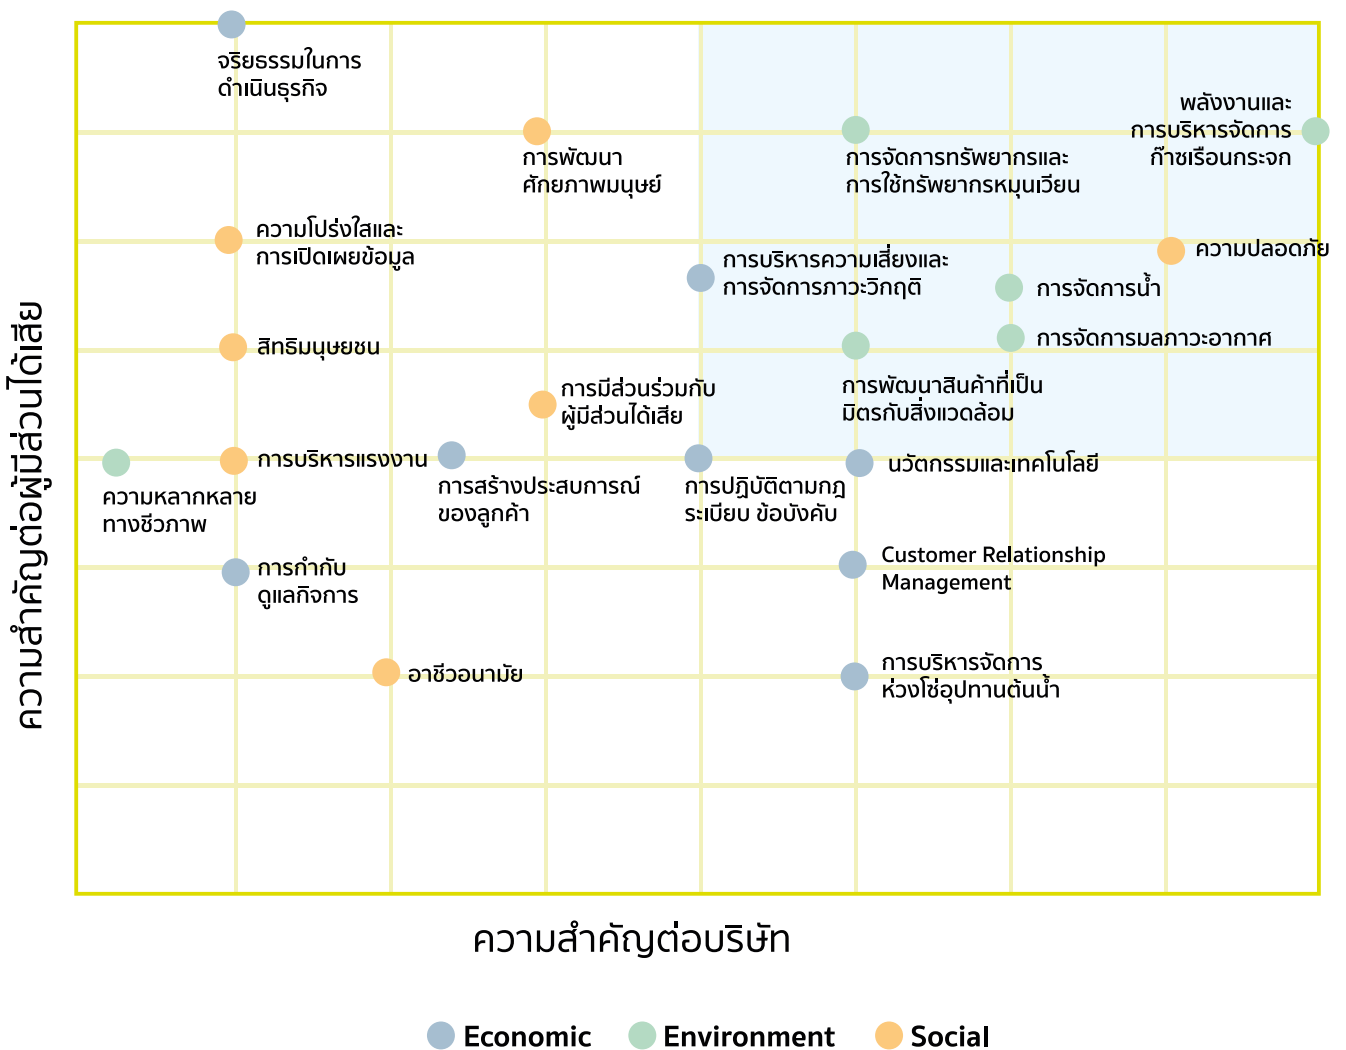 จริยธรรมในการ
ดำเนินธุรกิจ
พลังงานและ
การบริหารจัดการ
ก๊าซเรือนกระจก
การพัฒนา
ศักยภาพมนุษย์
การจัดการทรัพยากรและ
การใช้ทรัพยากรหมุนเวียน
ความโปร่งใสและ
การเปิดเผยข้อมูล
ความปลอดภัย
การบริหารความเสี่ยงและ
การจัดการภาวะวิกฤติ
การจัดการน้ำ
สิทธิมนุษยชน
การจัดการมลภาวะอากาศ
การมีส่วนร่วมกับ
ผู้มีส่วนได้เสีย
การพัฒนาสินค้าที่เป็น
มิตรกับสิ่งแวดล้อม
การบริหารแรงงาน
นวัตกรรมและเทคโนโลยี
ความหลากหลาย
ทางชีวภาพ
การสร้างประสบการณ์
ของลูกค้า
การปฏิบัติตามกฎ
ระเบียบ ข้อบังคับ
การกำกับ
ดูแลกิจการ
Customer Relationship
Management
อาชีวอนามัย
การบริหารจัดการ
ห่วงโซ่อุปทานต้นน้ำ
ความสำคัญต่อผู้มีส่วนได้เสีย
ความสำคัญต่อบริษัท
Economic
Environment
Social